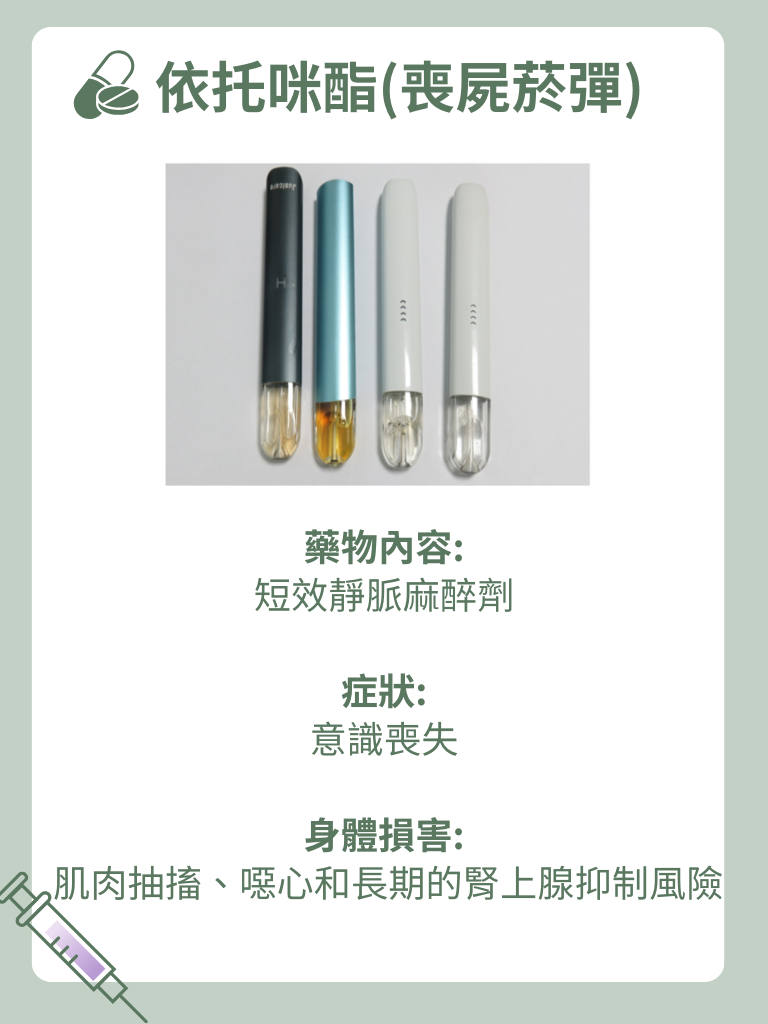 依托咪酯(喪屍菸彈)
Justcare
H
藥物內容:
短效靜脈麻醉劑
症狀:
意識喪失
身體損害:
肌肉抽搐、噁心和長期的腎上腺抑制風險